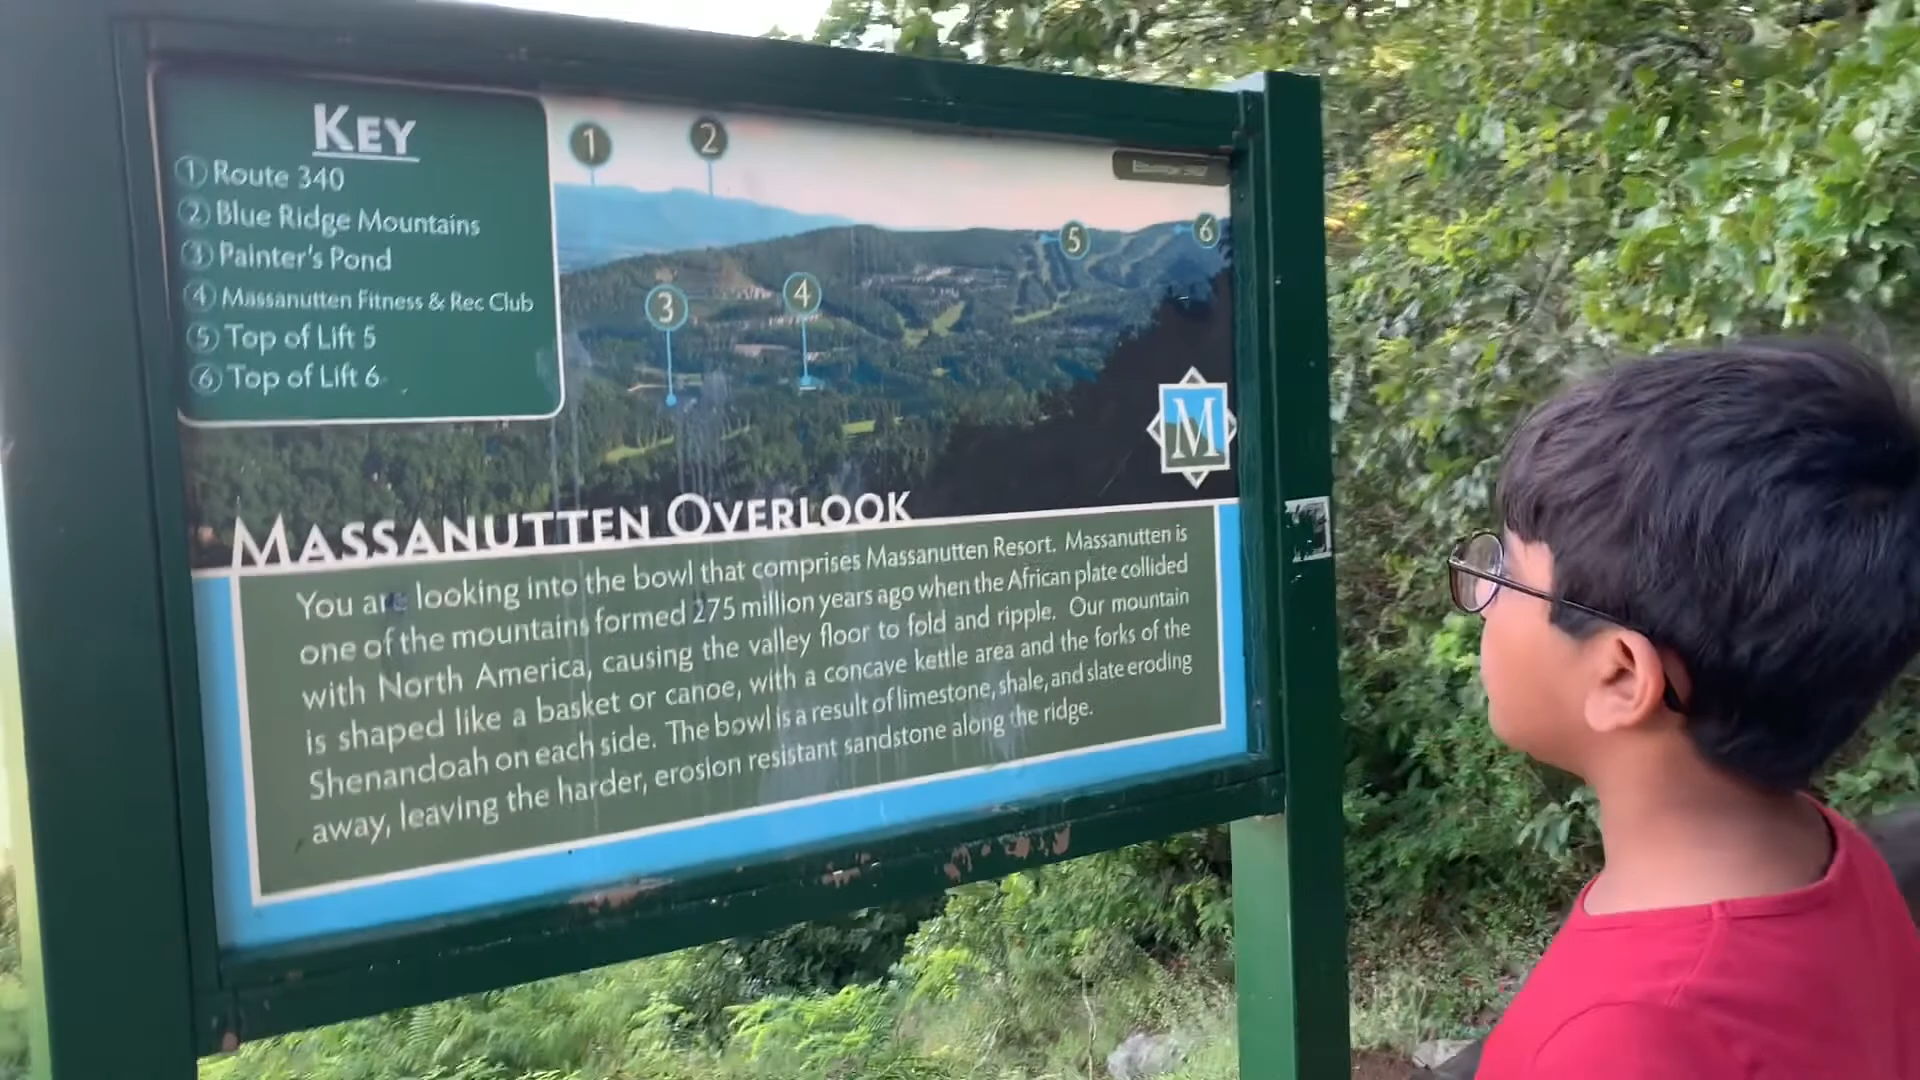 KEY
1 Route 340
2 Blue Ridge Mountains
3 Painter's Pond
4 Massanutten Fitness & Rec Club
5 Top of Lift 5
6 Top of Lift 6
1
2
3
4
5
6
M
MASSANUTTEN OVERLOOK
You are looking into the bowl that comprises Massanutten Resort. Massanutten is
one of the mountains formed 275 million years ago when the African plate collided
with North America, causing the valley floor to fold and ripple. Our mountain
is shaped like a basket or canoe, with a concave kettle area and the forks of the
Shenandoah on each side. The bowl is a result of limestone, shale, and slate eroding
away, leaving the harder, erosion resistant sandstone along the ridge.